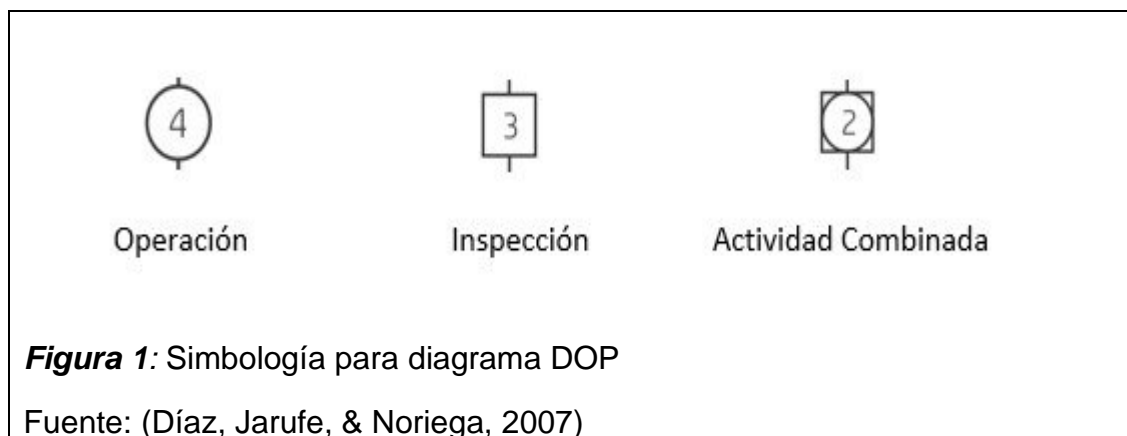 4 3 2
Operación Inspección Actividad Combinada
Figura 1: Simbología para diagrama DOP
Fuente: (Díaz, Jarufe, & Noriega, 2007)